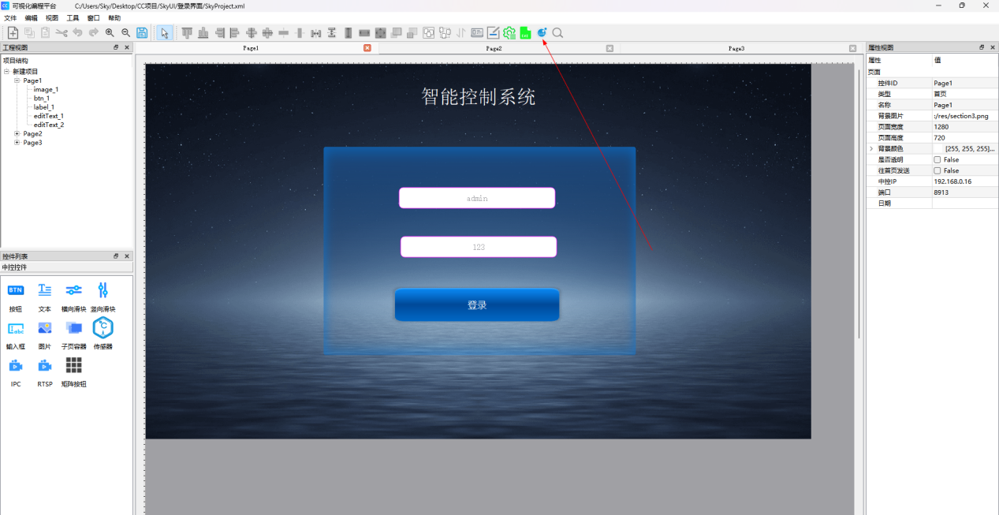 可视化编程平台 C:/Users/Sky/Desktop/CC项目/SkyUI/登录界面/SkyProject.xml
文件 编辑 视图 工具 窗口 帮助
工程视图
项目结构
新建项目
Page1
image_1
btn_1
label_1
editText_1
editText_2
Page2
Page3
控件列表
中控控件
BTN
按钮 文本 横向滑块 竖向滑块
输入框 图片 子页容器 传感器
IPC RTSP 矩阵按钮
Page1 Page2 Page3
智能控制系统
admin
123
登录
属性视图
属性 值
页面
控件ID Page1
类型 首页
名称 Page1
背景图片 :/res/section3.png
页面宽度 1280
页面高度 720
背景颜色 [255, 255, 255]...
是否透明 False
往首页发送 False
中控IP 192.168.0.16
端口 8913
日期